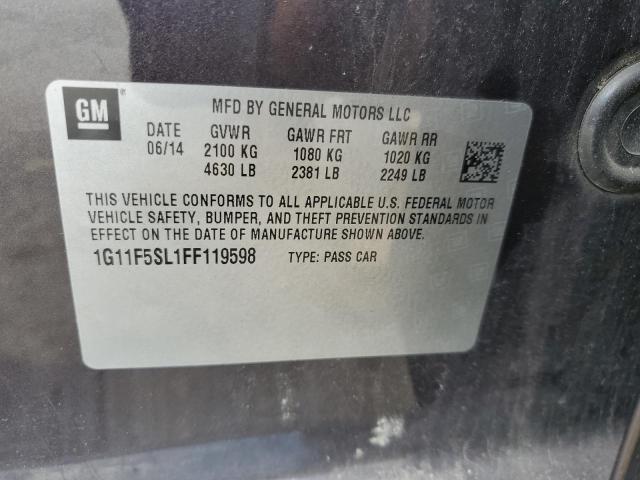 GM
MFD BY GENERAL MOTORS LLC
DATE GVWR GAWR FRT GAWR RR
06/14 2100 KG 1080 KG 1020 KG
4630 LB 2381 LB 2249 LB
THIS VEHICLE CONFORMS TO ALL APPLICABLE U.S. FEDERAL MOTOR
VEHICLE SAFETY, BUMPER, AND THEFT PREVENTION STANDARDS IN
EFFECT ON THE DATE OF MANUFACTURE SHOWN ABOVE.
1G11F5SL1FF119598 TYPE: PASS CAR